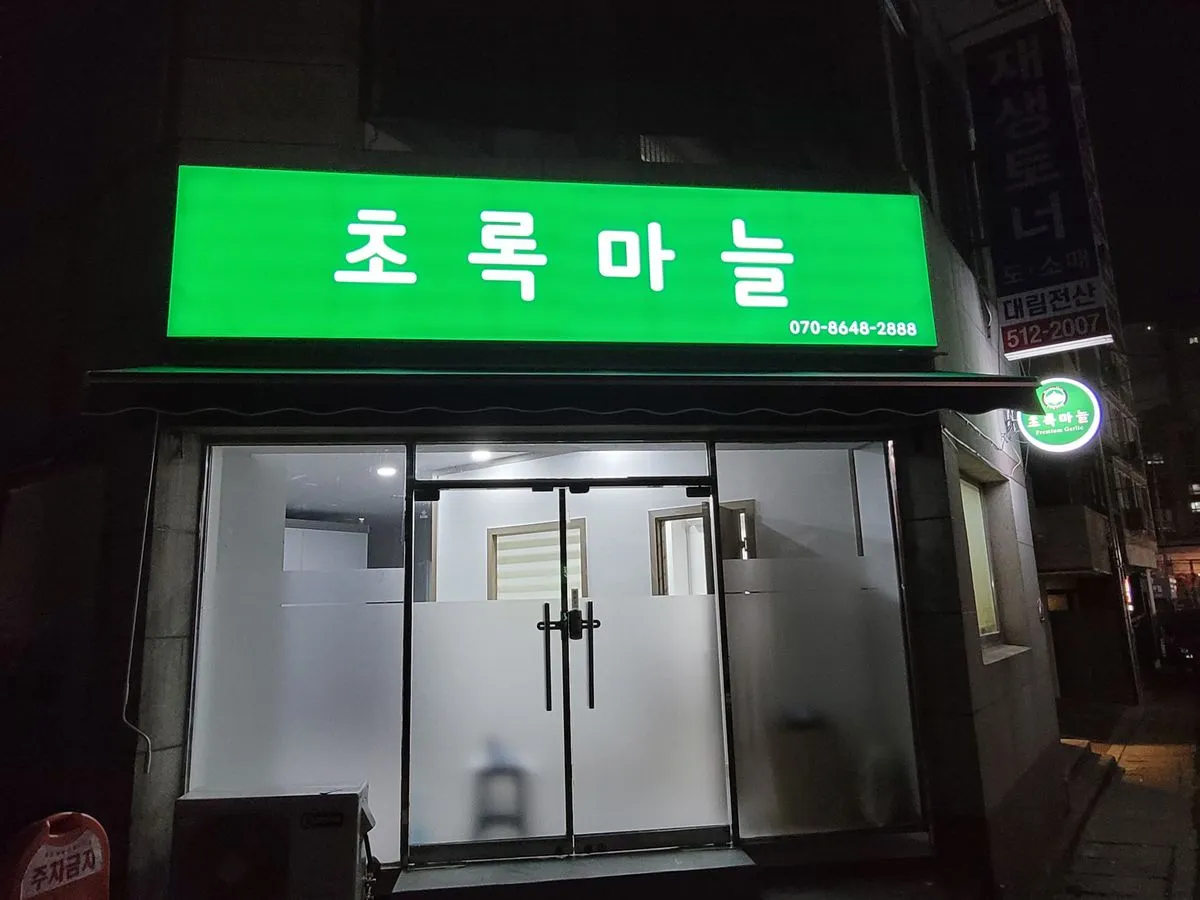 초록마늘
070-8648-2888
재생토너
도·소매
대림전산
512-2007
초록마늘
Premium Garlic
주차금지